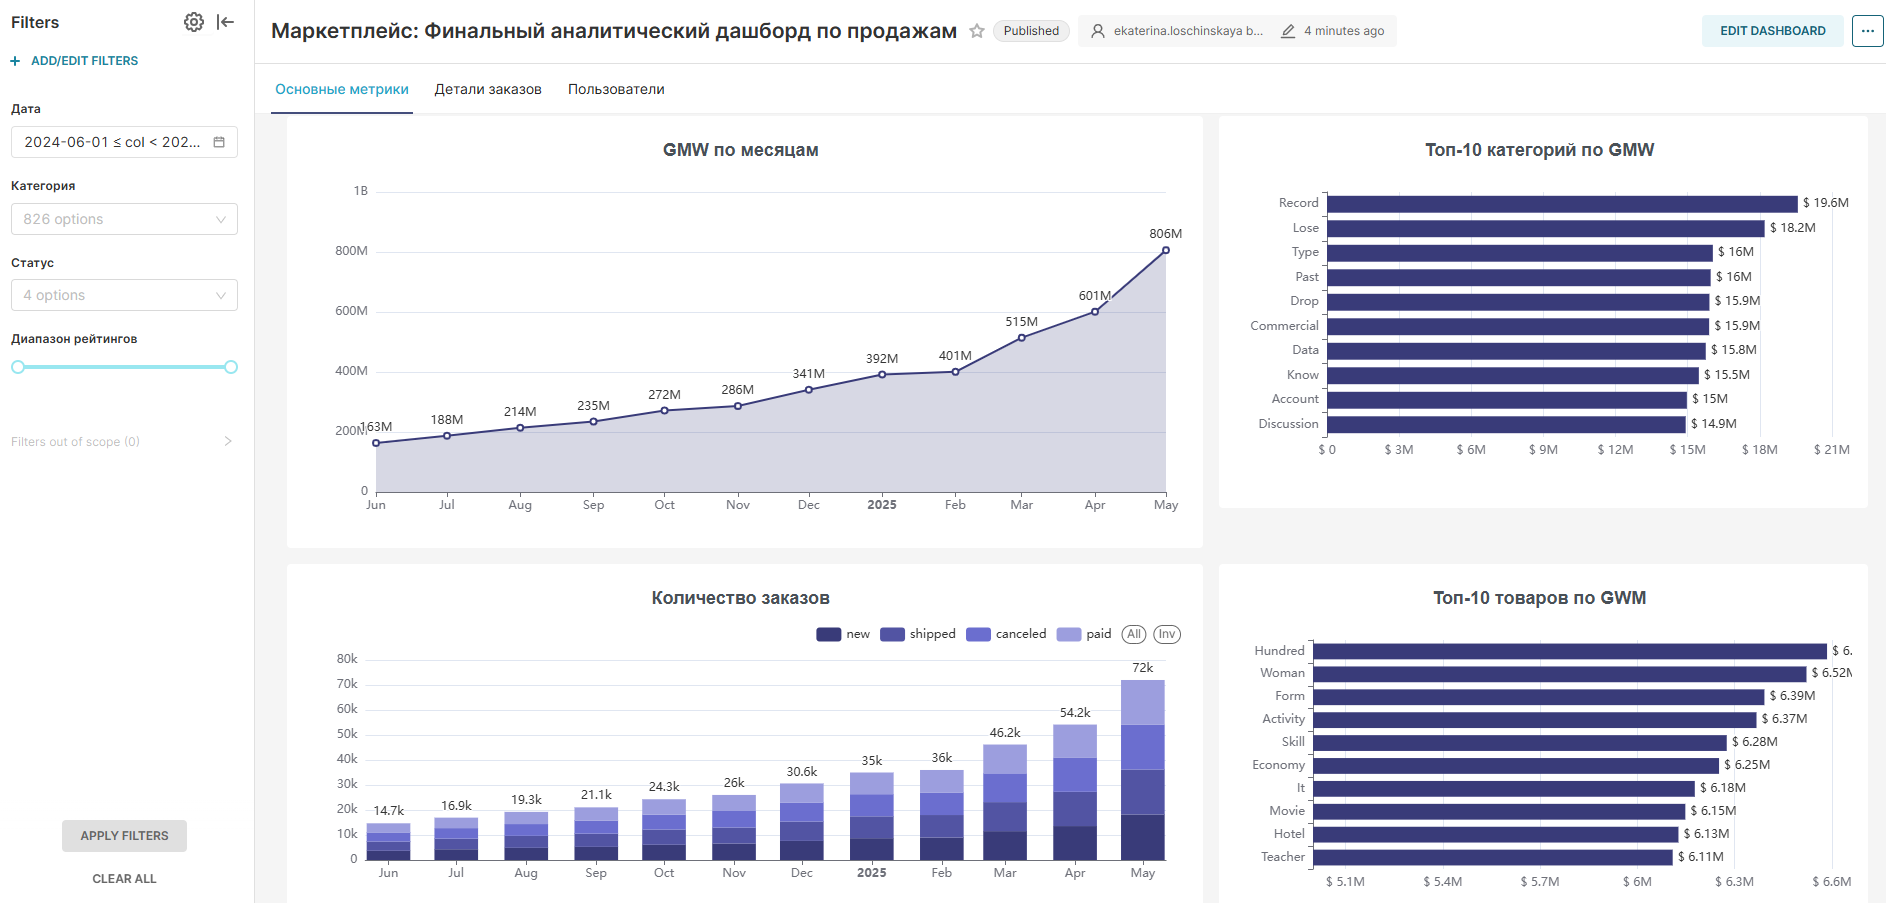 Filters
ADD/EDIT FILTERS
Дата
2024-06-01 ≤ col < 202...
Категория
826 options
Статус
4 options
Диапазон рейтингов
Filters out of scope (0)
APPLY FILTERS
CLEAR ALL
Маркетплейс: Финальный аналитический дашборд по продажам
Published
ekaterina.loschinskaya b...
4 minutes ago
EDIT DASHBOARD
Основные метрики
Детали заказов
Пользователи
GMW по месяцам
1B
800M
600M
400M
200M
0
163M
188M
214M
235M
272M
286M
341M
392M
401M
515M
601M
806M
Jun Jul Aug Sep Oct Nov Dec 2025 Feb Mar Apr May
Топ-10 категорий по GMW
Record $ 19.6M
Lose $ 18.2M
Type $ 16M
Past $ 16M
Drop $ 15.9M
Commercial $ 15.9M
Data $ 15.8M
Know $ 15.5M
Account $ 15M
Discussion $ 14.9M
$ 0 $ 3M $ 6M $ 9M $ 12M $ 15M $ 18M $ 21M
Количество заказов
new shipped canceled paid All Inv
80k
70k
60k
50k
40k
30k
20k
10k
0
14.7k
16.9k
19.3k
21.1k
24.3k
26k
30.6k
35k
36k
46.2k
54.2k
72k
Jun Jul Aug Sep Oct Nov Dec 2025 Feb Mar Apr May
Топ-10 товаров по GWM
Hundred $ 6.
Woman $ 6.52M
Form $ 6.39M
Activity $ 6.37M
Skill $ 6.28M
Economy $ 6.25M
It $ 6.18M
Movie $ 6.15M
Hotel $ 6.13M
Teacher $ 6.11M
$ 5.1M $ 5.4M $ 5.7M $ 6M $ 6.3M $ 6.6M